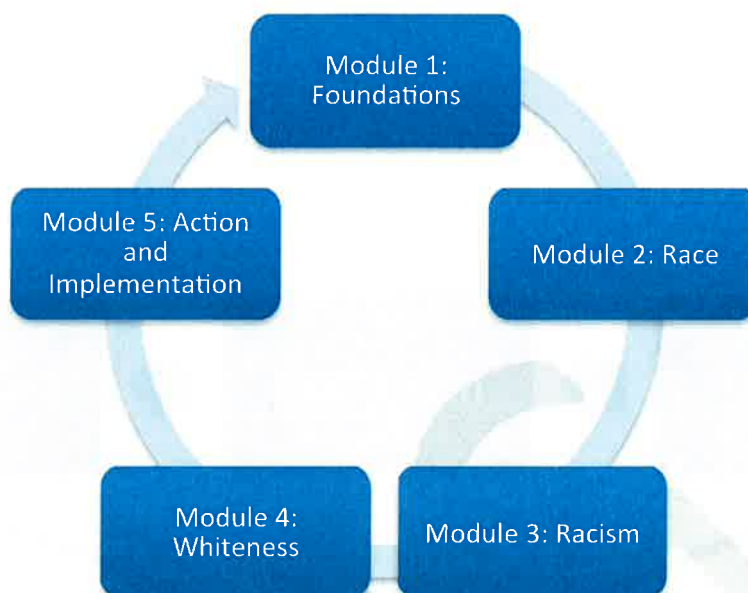 Module 1:
Foundations
Module 2: Race
Module 3: Racism
Module 4:
Whiteness
Module 5: Action
and
Implementation